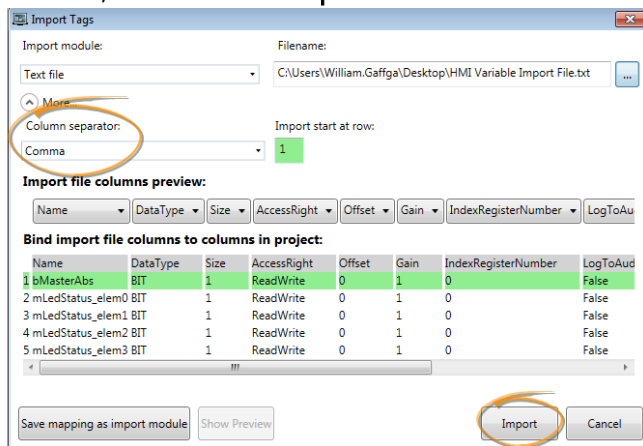 Import Tags
Import module: Filename:
Text file C:\Users\William.Gaffga\Desktop\HMI Variable Import File.txt ...
More
Column separator: Import start at row:
Comma 1
Import file columns preview:
Name DataType Size AccessRight Offset Gain IndexRegisterNumber LogToAu
Bind import file columns to columns in project:
Name DataType Size AccessRight Offset Gain IndexRegisterNumber LogToAud
1 bMasterAbs BIT 1 ReadWrite 0 1 0 False
2 mLedStatus_elem0 BIT 1 ReadWrite 0 1 0 False
3 mLedStatus_elem1 BIT 1 ReadWrite 0 1 0 False
4 mLedStatus_elem2 BIT 1 ReadWrite 0 1 0 False
5 mLedStatus_elem3 BIT 1 ReadWrite 0 1 0 False
Save mapping as import module Show Preview Import Cancel